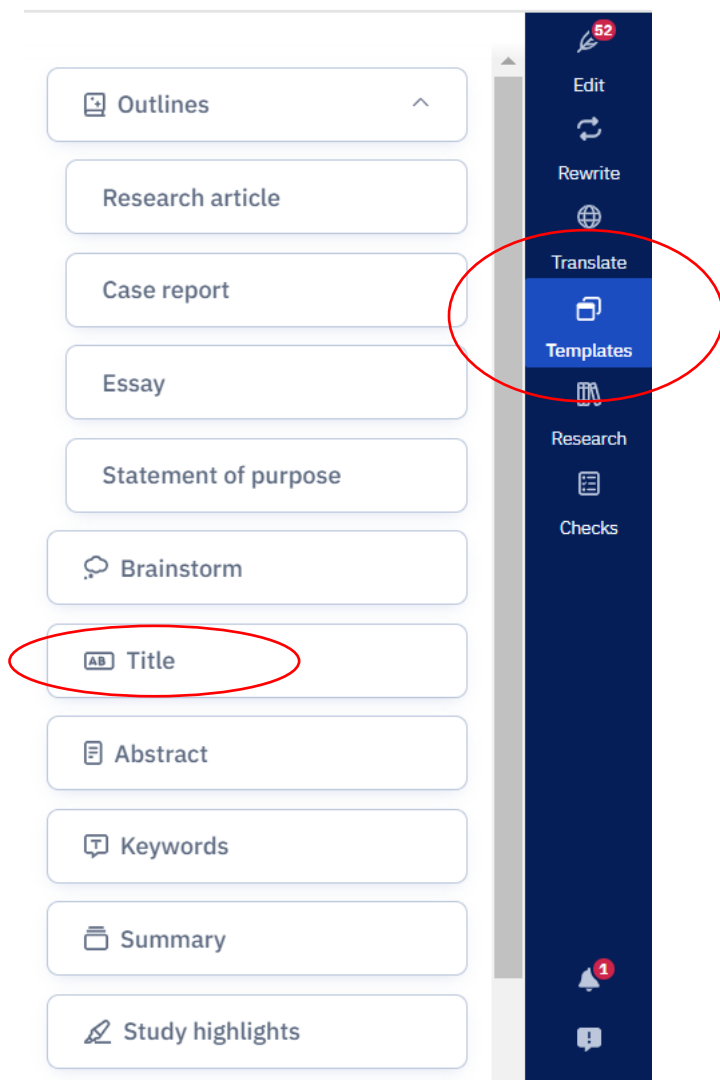 Outlines
Research article
Case report
Essay
Statement of purpose
Brainstorm
AB Title
Abstract
T Keywords
Summary
Study highlights
52
Edit
Rewrite
Translate
Templates
Research
Checks
1